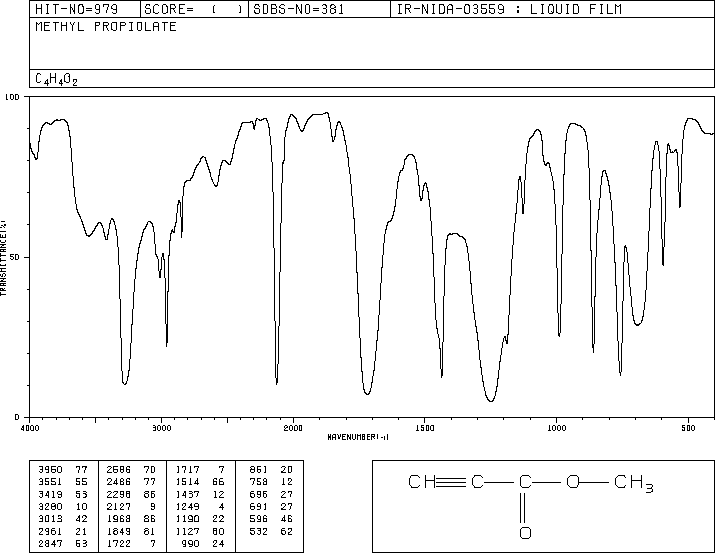 HIT-NO=979 SCORE= ( ) SDBS-NO=381 IR-NIDA-03559 : LIQUID FILM
METHYL PROPIOLATE
C4H4O2
100
TRANSMITTANCE(%)
50
0
4000 3000 2000 1500 1000 500
WAVENUMBER(-1)
3960 77 2586 70 1717 7 861 20
3551 55 2466 77 1514 66 758 12
3419 53 2298 86 1437 12 696 27
3280 10 2127 9 1249 4 691 27
3013 42 1968 86 1190 22 596 46
2961 21 1849 81 1127 80 532 62
2847 53 1722 7 990 24
CH C C O CH3
O